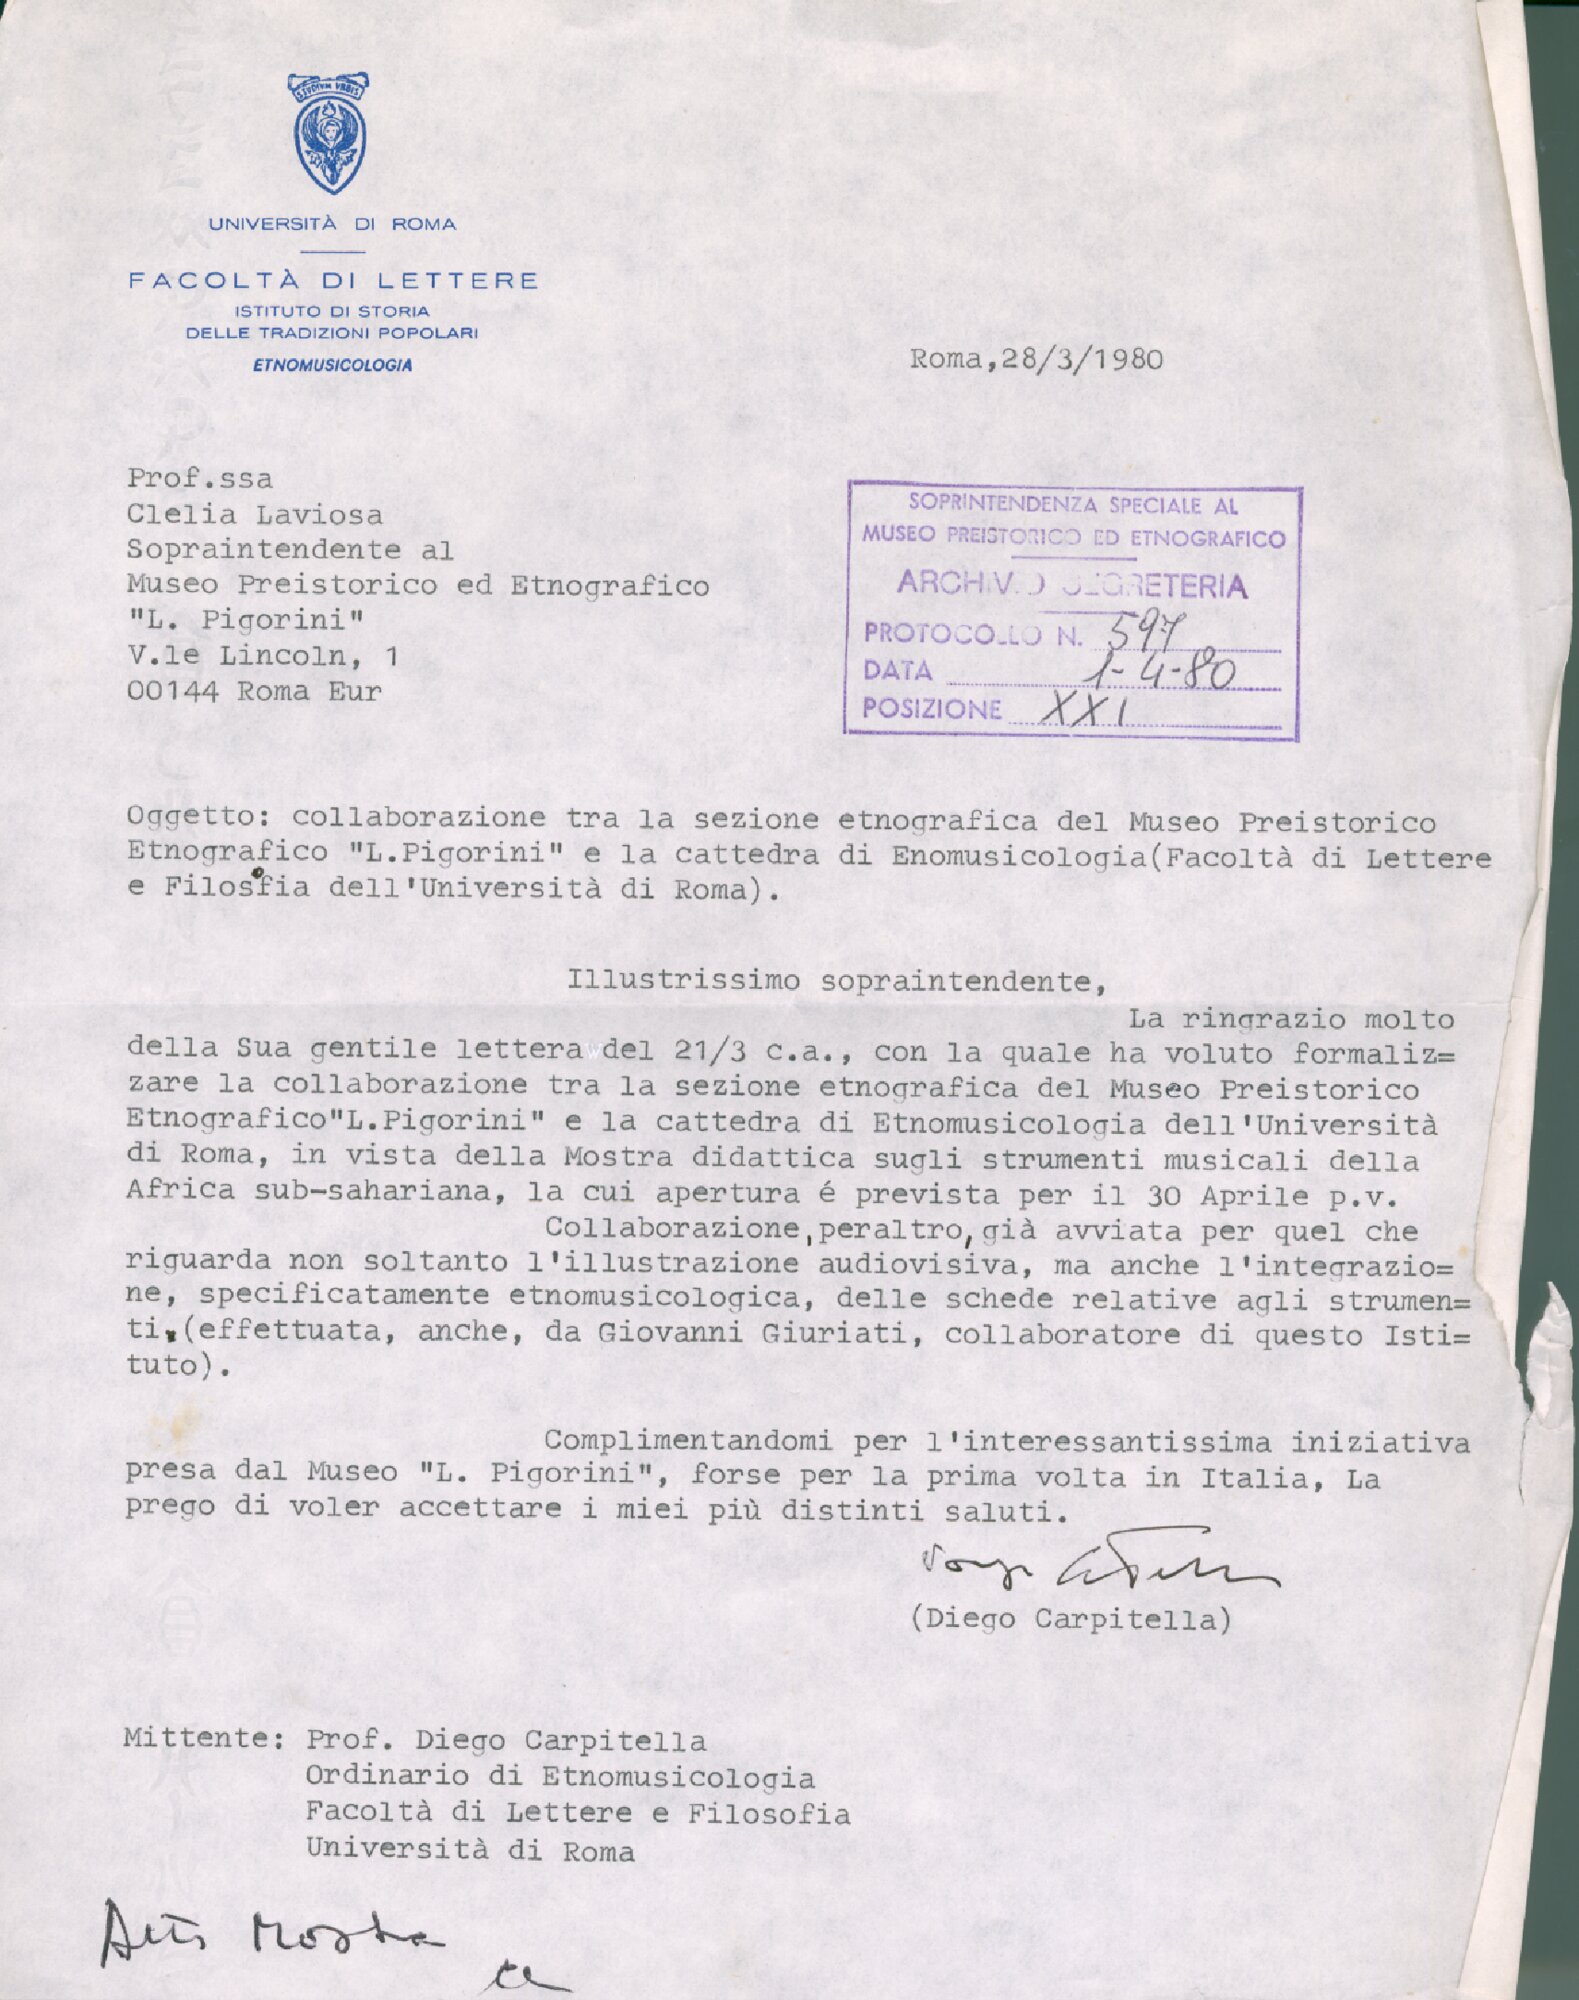 STUDIUM URBIS
UNIVERSITÀ DI ROMA
FACOLTÀ DI LETTERE
ISTITUTO DI STORIA
DELLE TRADIZIONI POPOLARI
ETNOMUSICOLOGIA
Roma,28/3/1980
Prof.ssa
Clelia Laviosa
Sopraintendente al
Museo Preistorico ed Etnografico
"L. Pigorini"
V.le Lincoln, 1
00144 Roma Eur
SOPRINTENDENZA SPECIALE AL
MUSEO PREISTORICO ED ETNOGRAFICO
ARCHIVIO SEGRETERIA
PROTOCOLLO N. 597
DATA 1-4-80
POSIZIONE XXI
Oggetto: collaborazione tra la sezione etnografica del Museo Preistorico
Etnografico "L.Pigorini" e la cattedra di Enomusicologia(Facoltà di Lettere
e Filosofia dell'Università di Roma).
Illustrissimo sopraintendente,
La ringrazio molto
della Sua gentile lettera del 21/3 c.a., con la quale ha voluto formaliz=
zare la collaborazione tra la sezione etnografica del Museo Preistorico
Etnografico"L.Pigorini" e la cattedra di Etnomusicologia dell'Università
di Roma, in vista della Mostra didattica sugli strumenti musicali della
Africa sub-sahariana, la cui apertura é prevista per il 30 Aprile p.v.
Collaborazione,peraltro,già avviata per quel che
riguarda non soltanto l'illustrazione audiovisiva, ma anche l'integrazio=
ne, specificatamente etnomusicologica, delle schede relative agli strumen=
ti,(effettuata, anche, da Giovanni Giuriati, collaboratore di questo Isti=
tuto).
Complimentandomi per l'interessantissima iniziativa
presa dal Museo "L. Pigorini", forse per la prima volta in Italia, La
prego di voler accettare i miei più distinti saluti.
(Diego Carpitella)
Mittente: Prof. Diego Carpitella
Ordinario di Etnomusicologia
Facoltà di Lettere e Filosofia
Università di Roma
Mostra